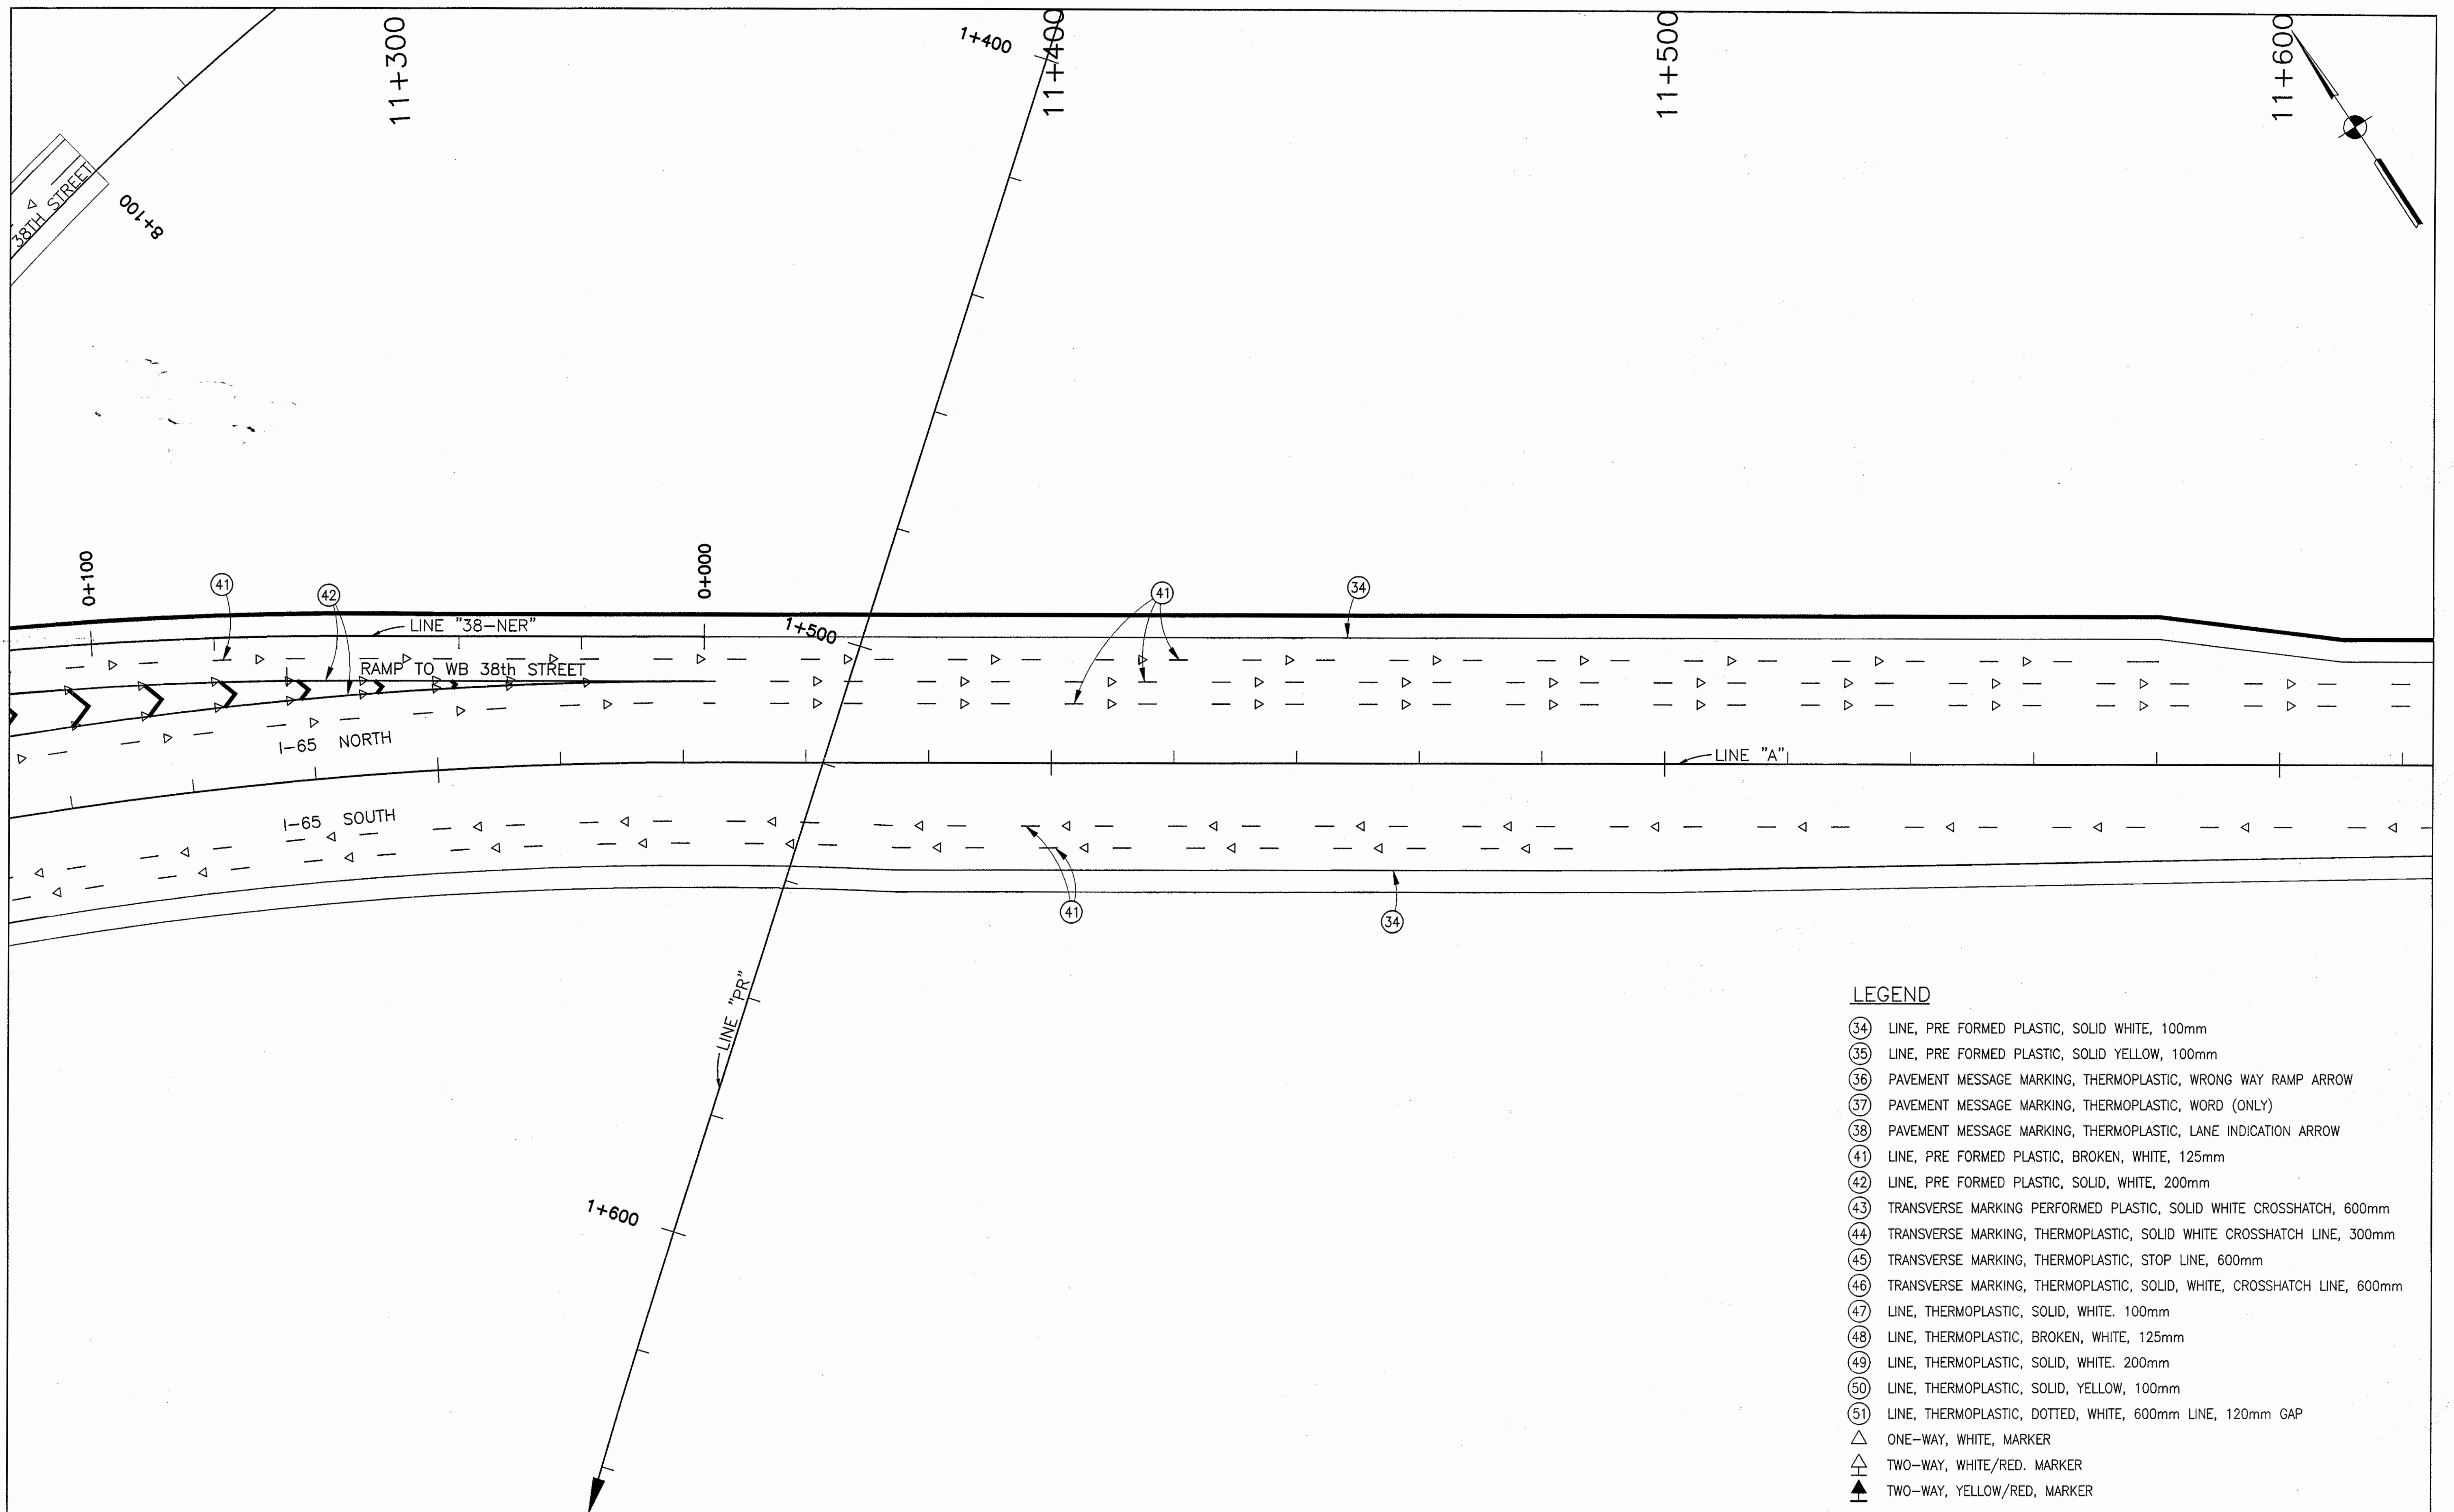 11+300
1+400
11+400
11+500
11+600
38TH STREET
8+100
0+100
41
42
0+000
41
34
LINE "38-NER"
1+500
RAMP TO WB 38th STREET
I-65 NORTH
LINE "A"
I-65 SOUTH
41
34
LINE "PR"
1+600
LEGEND
34 LINE, PRE FORMED PLASTIC, SOLID WHITE, 100mm
35 LINE, PRE FORMED PLASTIC, SOLID YELLOW, 100mm
36 PAVEMENT MESSAGE MARKING, THERMOPLASTIC, WRONG WAY RAMP ARROW
37 PAVEMENT MESSAGE MARKING, THERMOPLASTIC, WORD (ONLY)
38 PAVEMENT MESSAGE MARKING, THERMOPLASTIC, LANE INDICATION ARROW
41 LINE, PRE FORMED PLASTIC, BROKEN, WHITE, 125mm
42 LINE, PRE FORMED PLASTIC, SOLID, WHITE, 200mm
43 TRANSVERSE MARKING PERFORMED PLASTIC, SOLID WHITE CROSSHATCH, 600mm
44 TRANSVERSE MARKING, THERMOPLASTIC, SOLID WHITE CROSSHATCH LINE, 300mm
45 TRANSVERSE MARKING, THERMOPLASTIC, STOP LINE, 600mm
46 TRANSVERSE MARKING, THERMOPLASTIC, SOLID, WHITE, CROSSHATCH LINE, 600mm
47 LINE, THERMOPLASTIC, SOLID, WHITE. 100mm
48 LINE, THERMOPLASTIC, BROKEN, WHITE, 125mm
49 LINE, THERMOPLASTIC, SOLID, WHITE. 200mm
50 LINE, THERMOPLASTIC, SOLID, YELLOW, 100mm
51 LINE, THERMOPLASTIC, DOTTED, WHITE, 600mm LINE, 120mm GAP
ONE-WAY, WHITE, MARKER
TWO-WAY, WHITE/RED. MARKER
TWO-WAY, YELLOW/RED, MARKER